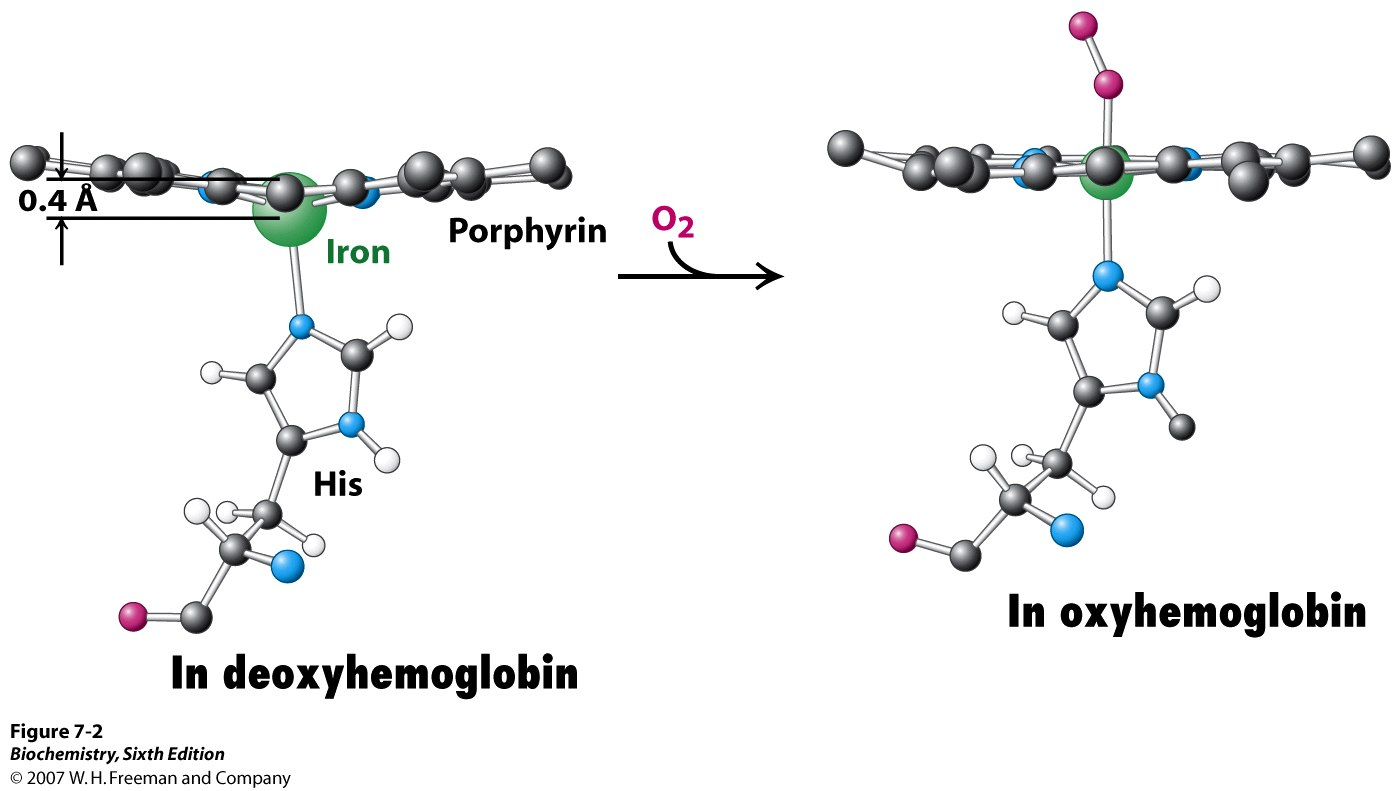 0.4 Å
Iron
Porphyrin
His
In deoxyhemoglobin
O2
In oxyhemoglobin
Figure 7-2
Biochemistry, Sixth Edition
© 2007 W. H. Freeman and Company